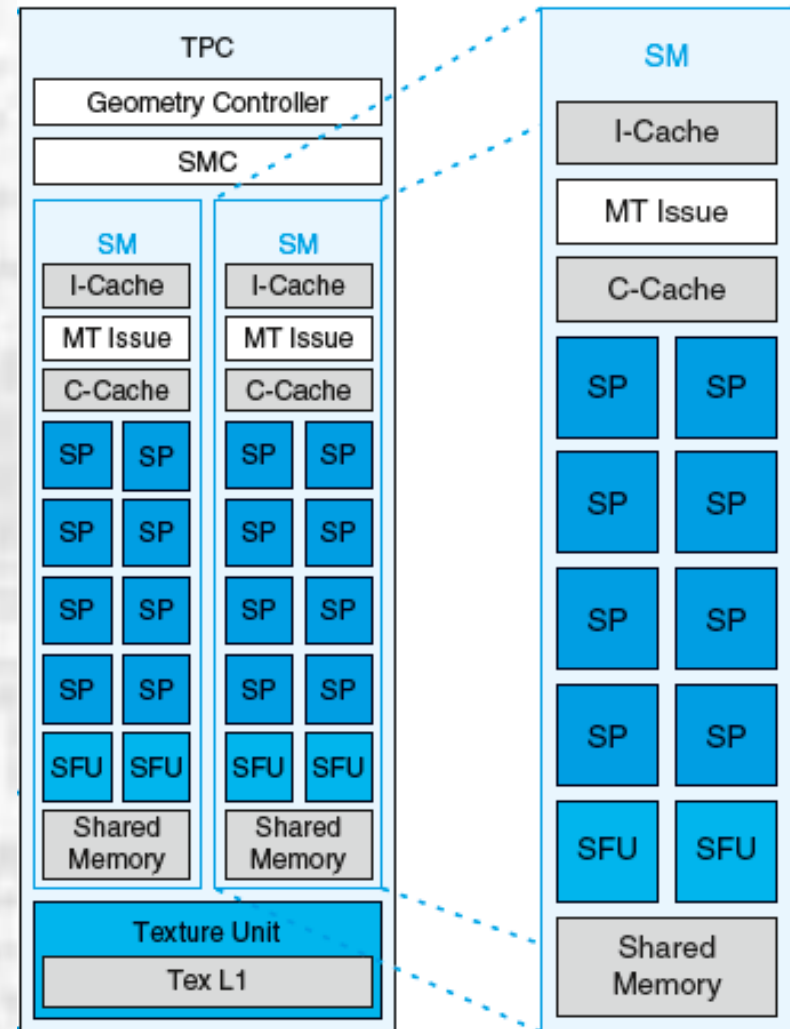 TPC
Geometry Controller
SMC
SM
I-Cache
MT Issue
C-Cache
SP SP
SP SP
SP SP
SP SP
SFU SFU
Shared
Memory
SM
I-Cache
MT Issue
C-Cache
SP SP
SP SP
SP SP
SP SP
SFU SFU
Shared
Memory
Texture Unit
Tex L1
SM
I-Cache
MT Issue
C-Cache
SP SP
SP SP
SP SP
SP SP
SFU SFU
Shared
Memory